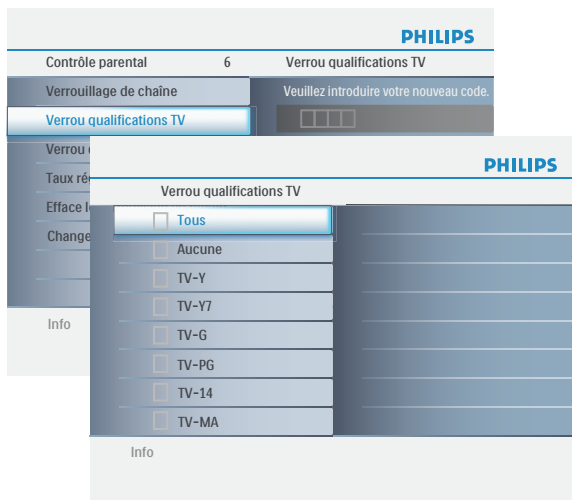 PHILIPS
Contrôle parental 6 Verrou qualifications TV
Verrouillage de chaîne Veuillez introduire votre nouveau code.
Verrou qualifications TV
Verrou
Taux
Efface
Change
Info
PHILIPS
Verrou qualifications TV
Tous
Aucune
TV-Y
TV-Y7
TV-G
TV-PG
TV-14
TV-MA
Info